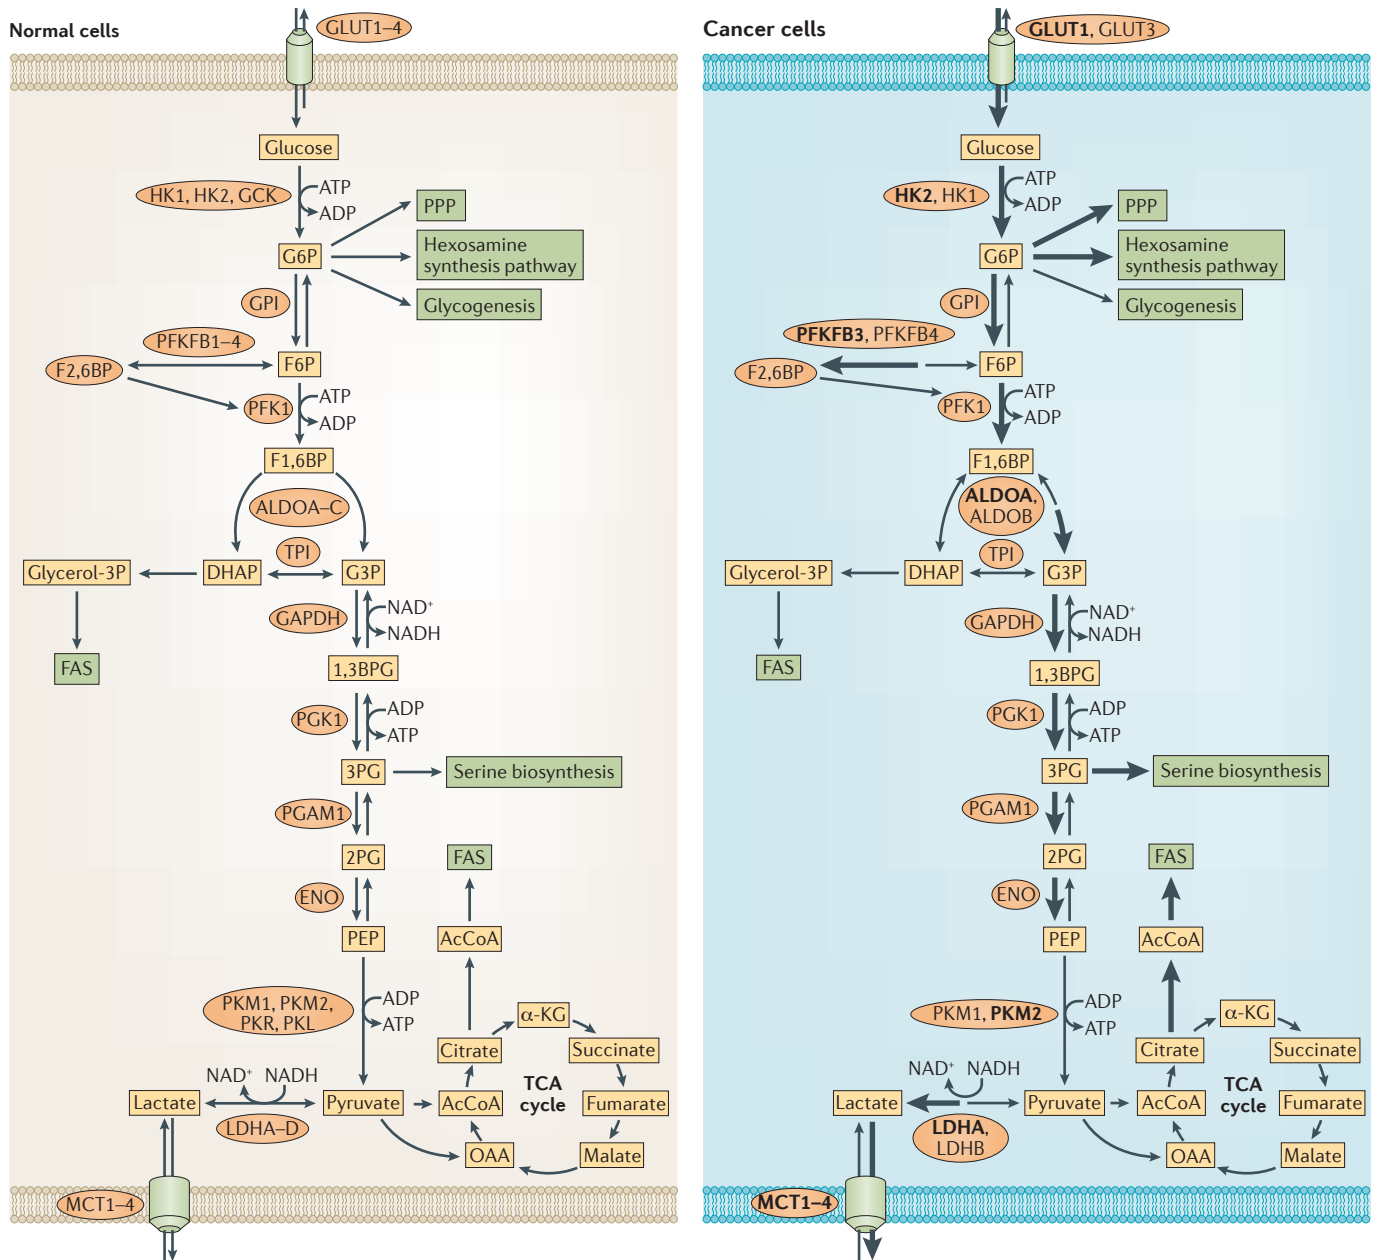 Normal cells
GLUT1–4
Glucose
HK1, HK2, GCK
ATP
ADP
PPP
G6P
Hexosamine
synthesis pathway
GPI
Glycogenesis
PFKFB1–4
F2,6BP
F6P
PFK1
ATP
ADP
F1,6BP
ALDOA–C
TPI
Glycerol-3P
DHAP
G3P
GAPDH
NAD⁺
NADH
FAS
1,3BPG
PGK1
ADP
ATP
3PG
Serine biosynthesis
PGAM1
2PG
FAS
ENO
PEP
AcCoA
PKM1, PKM2,
PKR, PKL
ADP
ATP
α-KG
Citrate
Succinate
NAD⁺
NADH
TCA
cycle
Lactate
Pyruvate
AcCoA
Fumarate
LDHA–D
OAA
Malate
MCT1–4
Cancer cells
GLUT1, GLUT3
Glucose
HK2, HK1
ATP
ADP
PPP
G6P
Hexosamine
synthesis pathway
GPI
Glycogenesis
PFKFB3, PFKFB4
F2,6BP
F6P
PFK1
ATP
ADP
F1,6BP
ALDOA,
ALDOB
TPI
Glycerol-3P
DHAP
G3P
GAPDH
NAD⁺
NADH
FAS
1,3BPG
PGK1
ADP
ATP
3PG
Serine biosynthesis
PGAM1
2PG
FAS
ENO
PEP
AcCoA
PKM1, PKM2
ADP
ATP
α-KG
Citrate
Succinate
NAD⁺
NADH
TCA
cycle
Lactate
Pyruvate
AcCoA
Fumarate
LDHA,
LDHB
OAA
Malate
MCT1–4